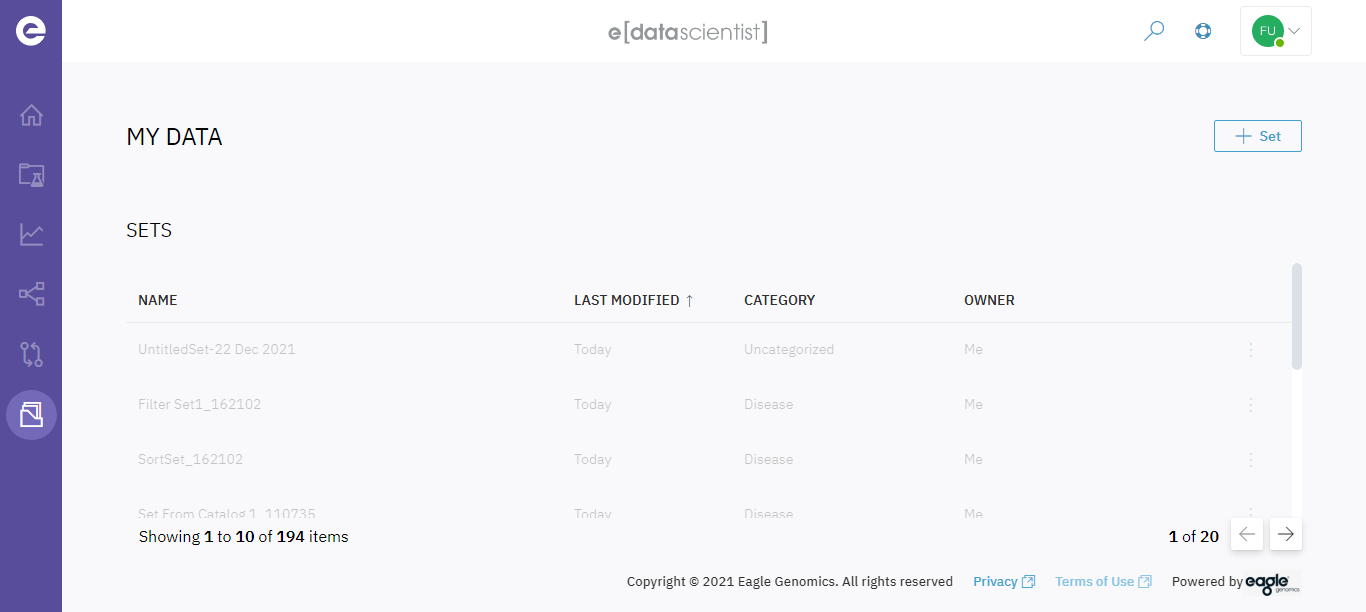 e[datascientist]
FU
MY DATA
Set
SETS
NAME LAST MODIFIED ↑ CATEGORY OWNER
UntitledSet-22 Dec 2021 Today Uncategorized Me
Filter Set1_162102 Today Disease Me
SortSet_162102 Today Disease Me
Set From Catalog 1_110735 Today Disease Me
Showing 1 to 10 of 194 items 1 of 20
Copyright © 2021 Eagle Genomics. All rights reserved Privacy Terms of Use Powered by eagle genomics